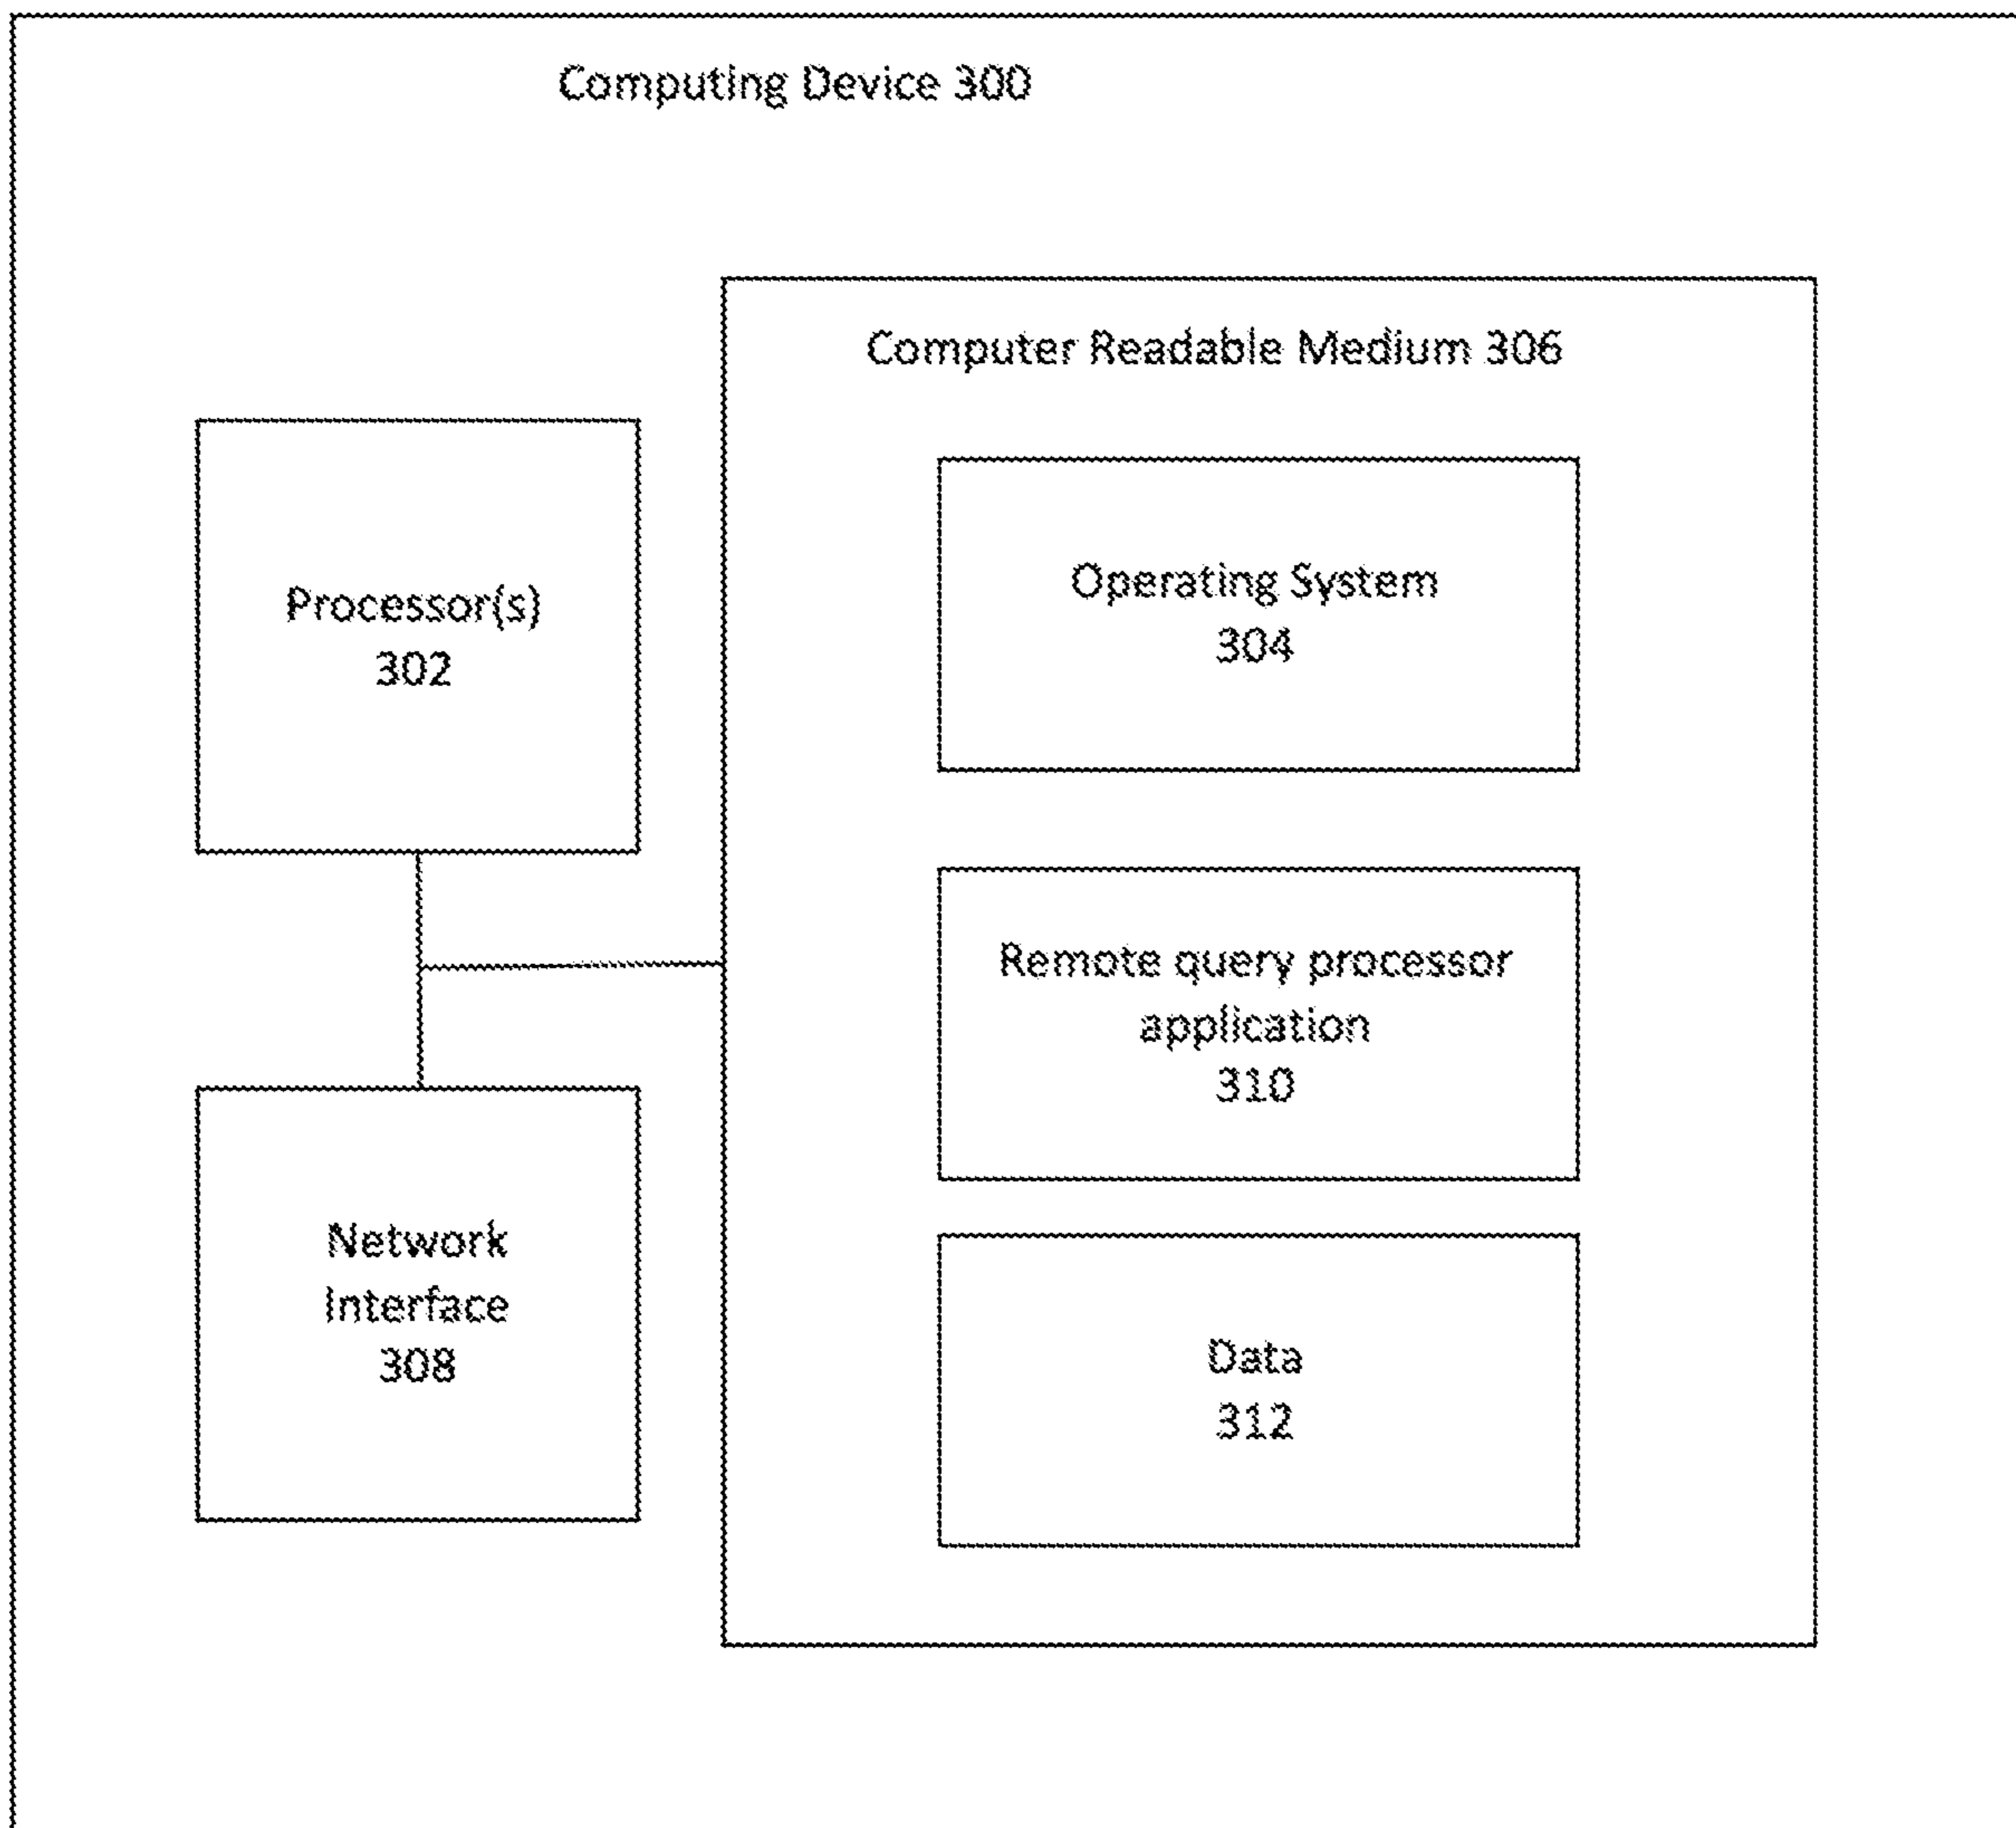 Computing Device 300
Computer Readable Medium 306
Processor(s)
302
Operating System
304
Remote query processor
application
310
Network
Interface
308
Data
312